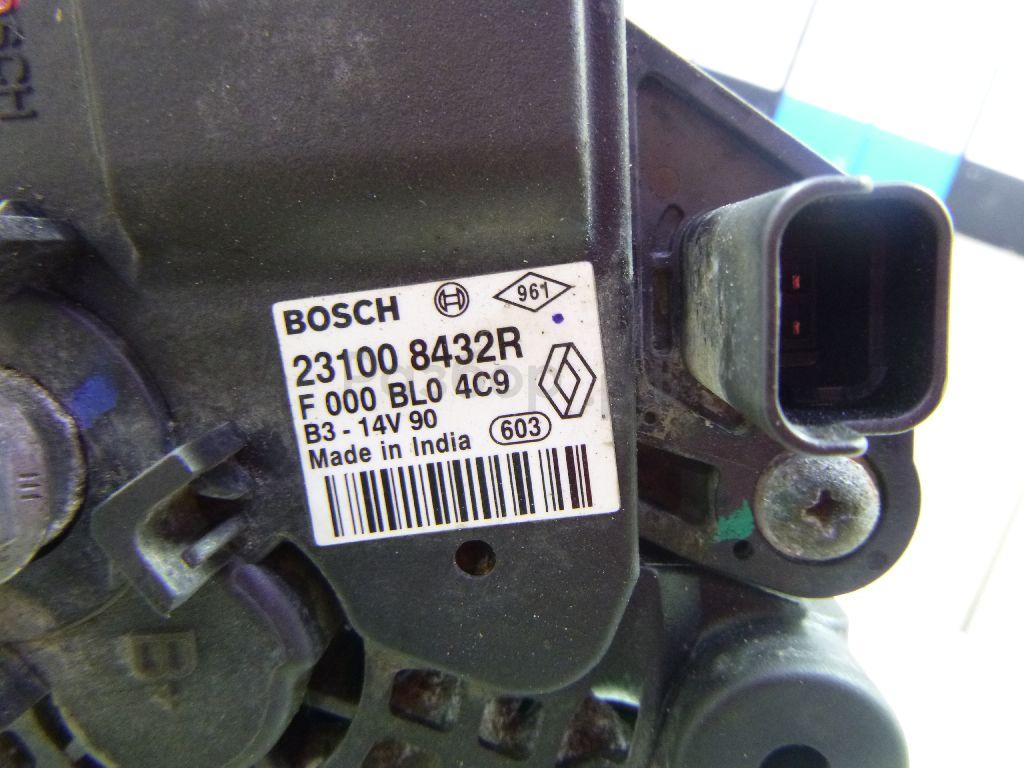 BOSCH 961
23100 8432R
F 000 BL0 4C9
B3 - 14V 90
Made in India 603